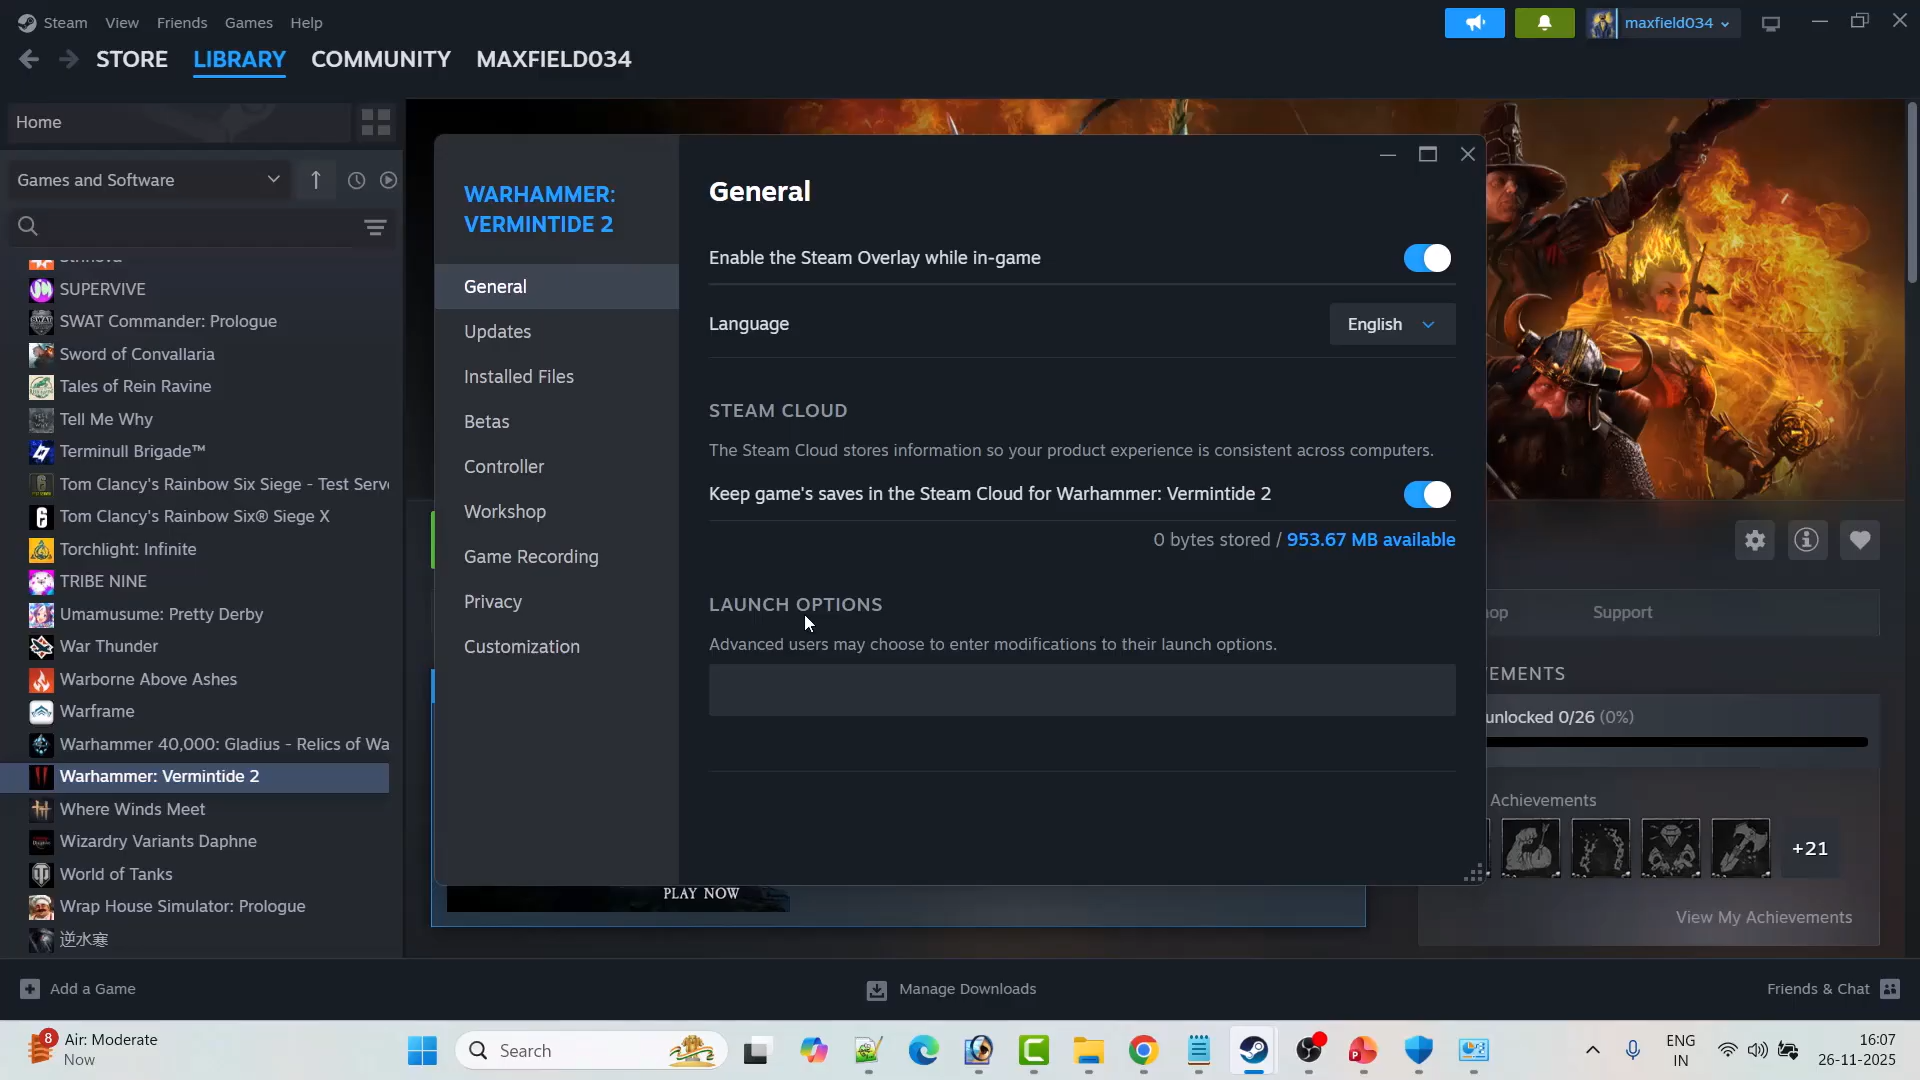 Steam View Friends Games Help
maxfield034
STORE LIBRARY COMMUNITY MAXFIELD034
Home
Games and Software
SUPERVIVE
SWAT Commander: Prologue
Sword of Convallaria
Tales of Rein Ravine
Tell Me Why
Terminull Brigade™
Tom Clancy's Rainbow Six Siege - Test Serv
Tom Clancy's Rainbow Six® Siege X
Torchlight: Infinite
TRIBE NINE
Umamusume: Pretty Derby
War Thunder
Warborne Above Ashes
Warframe
Warhammer 40,000: Gladius - Relics of Wa
Warhammer: Vermintide 2
Where Winds Meet
Wizardry Variants Daphne
World of Tanks
Wrap House Simulator: Prologue
逆水寒
WARHAMMER:
VERMINTIDE 2
General
Updates
Installed Files
Betas
Controller
Workshop
Game Recording
Privacy
Customization
General
Enable the Steam Overlay while in-game
Language English
STEAM CLOUD
The Steam Cloud stores information so your product experience is consistent across computers.
Keep game's saves in the Steam Cloud for Warhammer: Vermintide 2
0 bytes stored / 953.67 MB available
LAUNCH OPTIONS
Advanced users may choose to enter modifications to their launch options.
PLAY NOW
op Support
EMENTS
unlocked 0/26 (0%)
Achievements
+21
View My Achievements
Add a Game Manage Downloads Friends & Chat
8
Air: Moderate
Now
Search
ENG
IN
16:07
26-11-2025